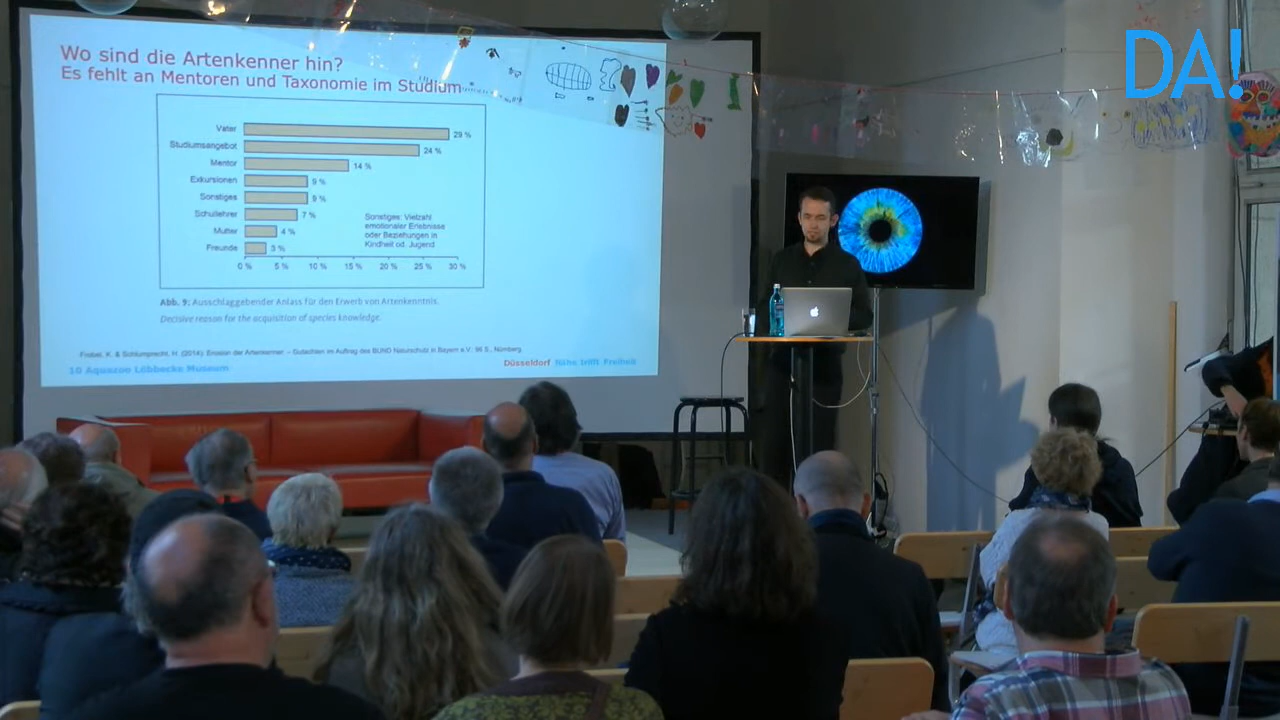 DA!
Wo sind die Artenkenner hin?
Es fehlt an Mentoren und Taxonomie im Studium
Vater 29 %
Studiumsangebot 24 %
Mentor 14 %
Exkursionen 9 %
Sonstiges 9 %
Schullehrer 7 %
Mutter 4 %
Freunde 3 %
Sonstiges: Vielzahl
emotionaler Erlebnisse
oder Beziehungen in
Kindheit od. Jugend
0 % 5 % 10 % 15 % 20 % 25 % 30 %
Abb. 9: Ausschlaggebender Anlass für den Erwerb von Artenkenntnis.
Decisive reason for the acquisition of species knowledge.
Frobel, K. & Schlumprecht, H. (2014): Erosion der Artenkenner. – Gutachten im Auftrag des BUND Naturschutz in Bayern e.V.: 96 S., Nürnberg.
10 Aquazoo Löbbecke Museum
Düsseldorf Nähe trifft Freiheit